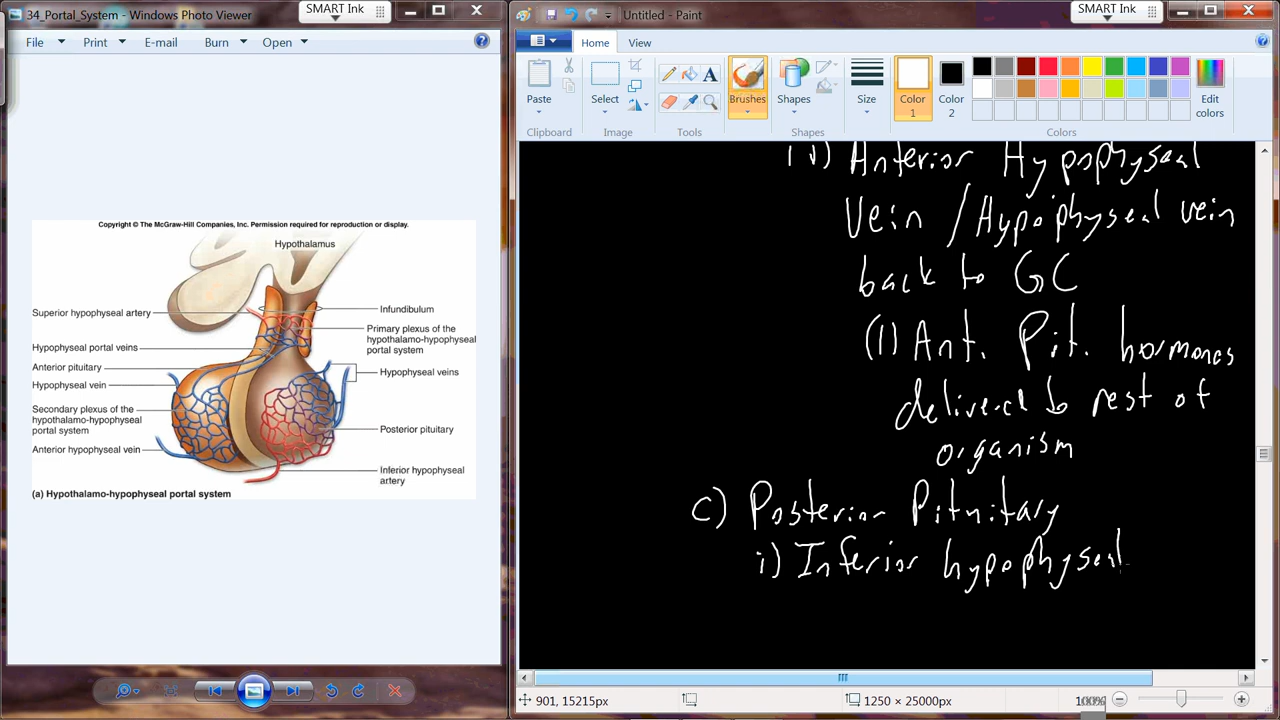 34_Portal_System - Windows Photo Viewer
SMART Ink
File
Print
E-mail
Burn
Open
Copyright © The McGraw-Hill Companies, Inc. Permission required for reproduction or display.
Hypothalamus
Superior hypophyseal artery
Hypophyseal portal veins
Anterior pituitary
Hypophyseal vein
Secondary plexus of the
hypothalamo-hypophyseal
portal system
Anterior hypophyseal vein
Infundibulum
Primary plexus of the
hypothalamo-hypophyseal
portal system
Hypophyseal veins
Posterior pituitary
Inferior hypophyseal
artery
(a) Hypothalamo-hypophyseal portal system
Untitled - Paint
SMART Ink
Home
View
Paste
Select
Brushes
Shapes
Size
Color
1
Color
2
Edit
colors
Clipboard
Image
Tools
Shapes
Colors
Anterior Hypophyseal
Vein / Hypophyseal vein
back to GC
(1) Ant. Pit. hormones
delivered to rest of
organism
c) Posterior Pituitary
i) Inferior hypophyseal
901, 15215px
1250 × 25000px
100%